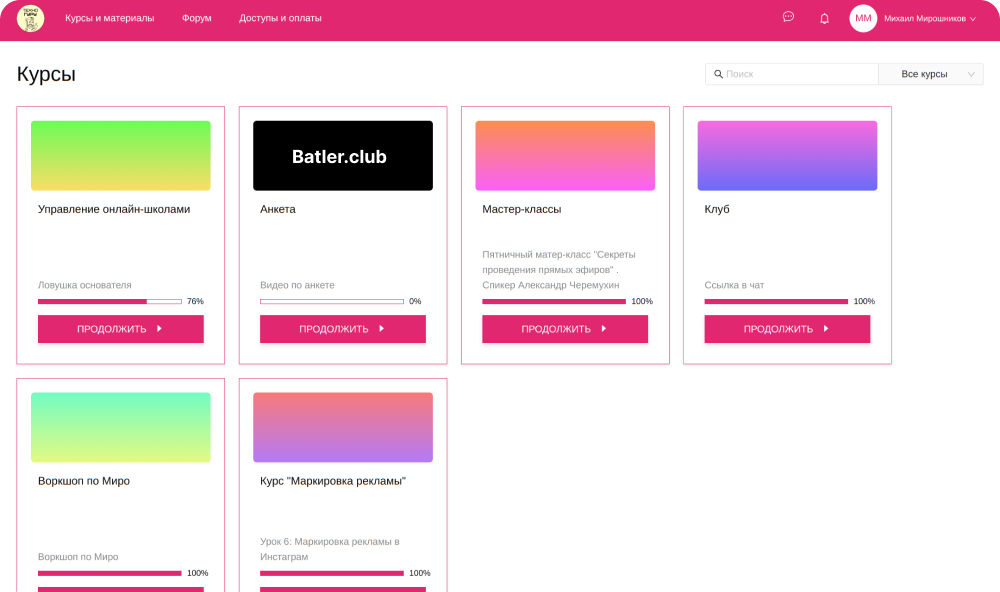 ТЕХНО
ГУРУ
Курсы и материалы
Форум
Доступы и оплаты
ММ
Михаил Мирошников
Курсы
Поиск
Все курсы
Управление онлайн-школами
Ловушка основателя
76%
ПРОДОЛЖИТЬ
Batler.club
Анкета
Видео по анкете
0%
ПРОДОЛЖИТЬ
Мастер-классы
Пятничный матер-класс "Секреты
проведения прямых эфиров" .
Спикер Александр Черемухин
100%
ПРОДОЛЖИТЬ
Клуб
Ссылка в чат
100%
ПРОДОЛЖИТЬ
Воркшоп по Миро
Воркшоп по Миро
100%
Курс "Маркировка рекламы"
Урок 6: Маркировка рекламы в
Инстаграм
100%